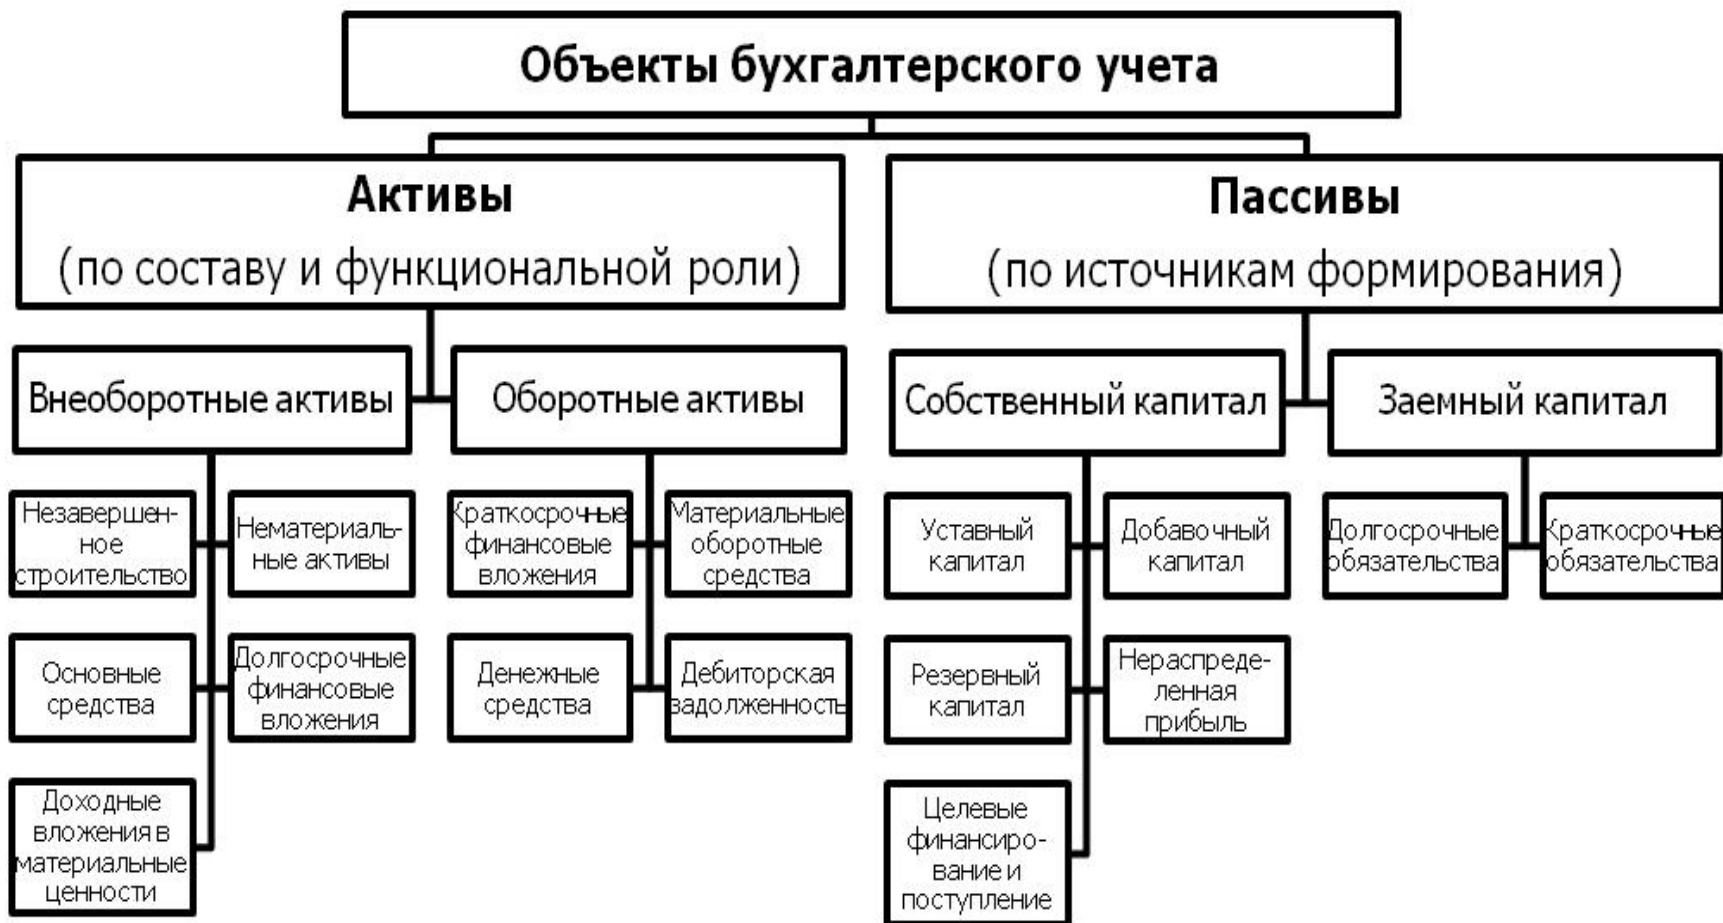 Объекты бухгалтерского учета
Активы
(по составу и функциональной роли)
Пассивы
(по источникам формирования)
Внеоборотные активы
Оборотные активы
Собственный капитал
Заемный капитал
Незавершен-
ное
строительство
Нематериаль-
ные активы
Краткосрочные
финансовые
вложения
Материальные
оборотные
средства
Уставный
капитал
Добавочный
капитал
Долгосрочные
обязательства
Краткосрочные
обязательства
Основные
средства
Долгосрочные
финансовые
вложения
Денежные
средства
Дебиторская
задолженность
Резервный
капитал
Нераспреде-
ленная
прибыль
Доходные
вложения в
материальные
ценности
Целевые
финансиро-
вание и
поступление